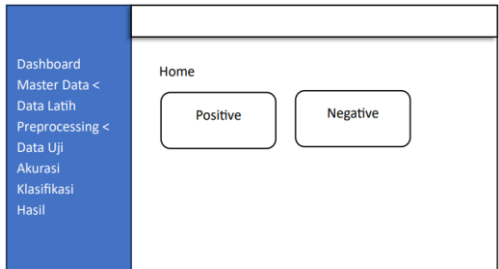 Dashboard
Master Data <
Data Latih
Preprocessing <
Data Uji
Akurasi
Klasifikasi
Hasil
Home
Positive
Negative